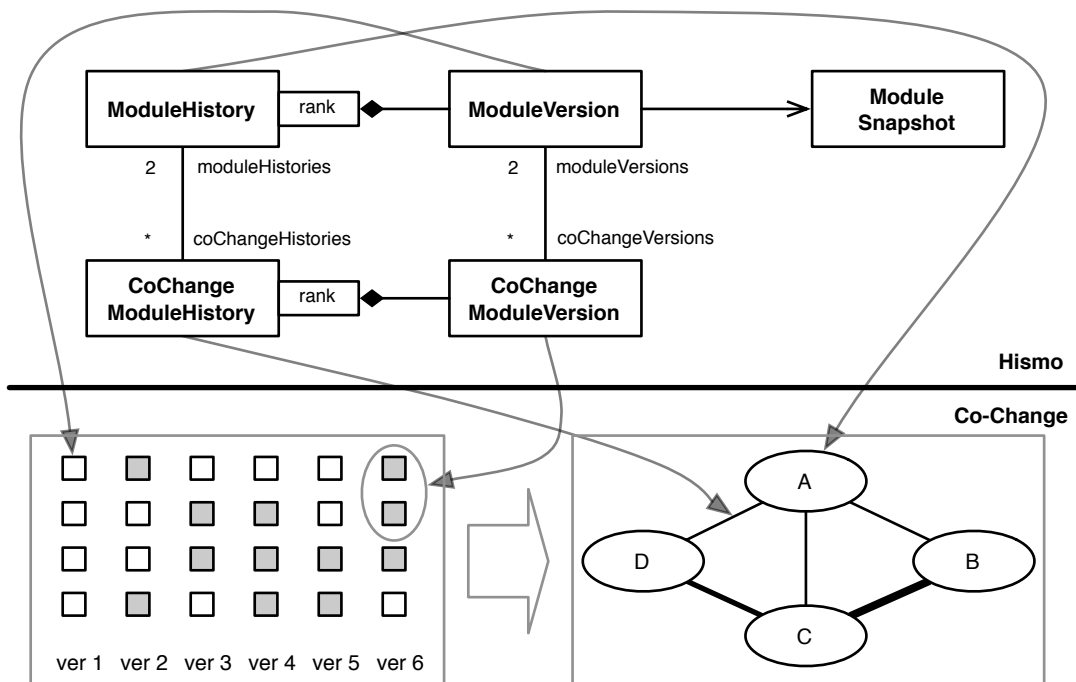 ModuleHistory
rank
ModuleVersion
Module
Snapshot
2
moduleHistories
2
moduleVersions
*
coChangeHistories
*
coChangeVersions
CoChange
ModuleHistory
rank
CoChange
ModuleVersion
Hismo
Co-Change
A
D
B
C
ver 1 ver 2 ver 3 ver 4 ver 5 ver 6